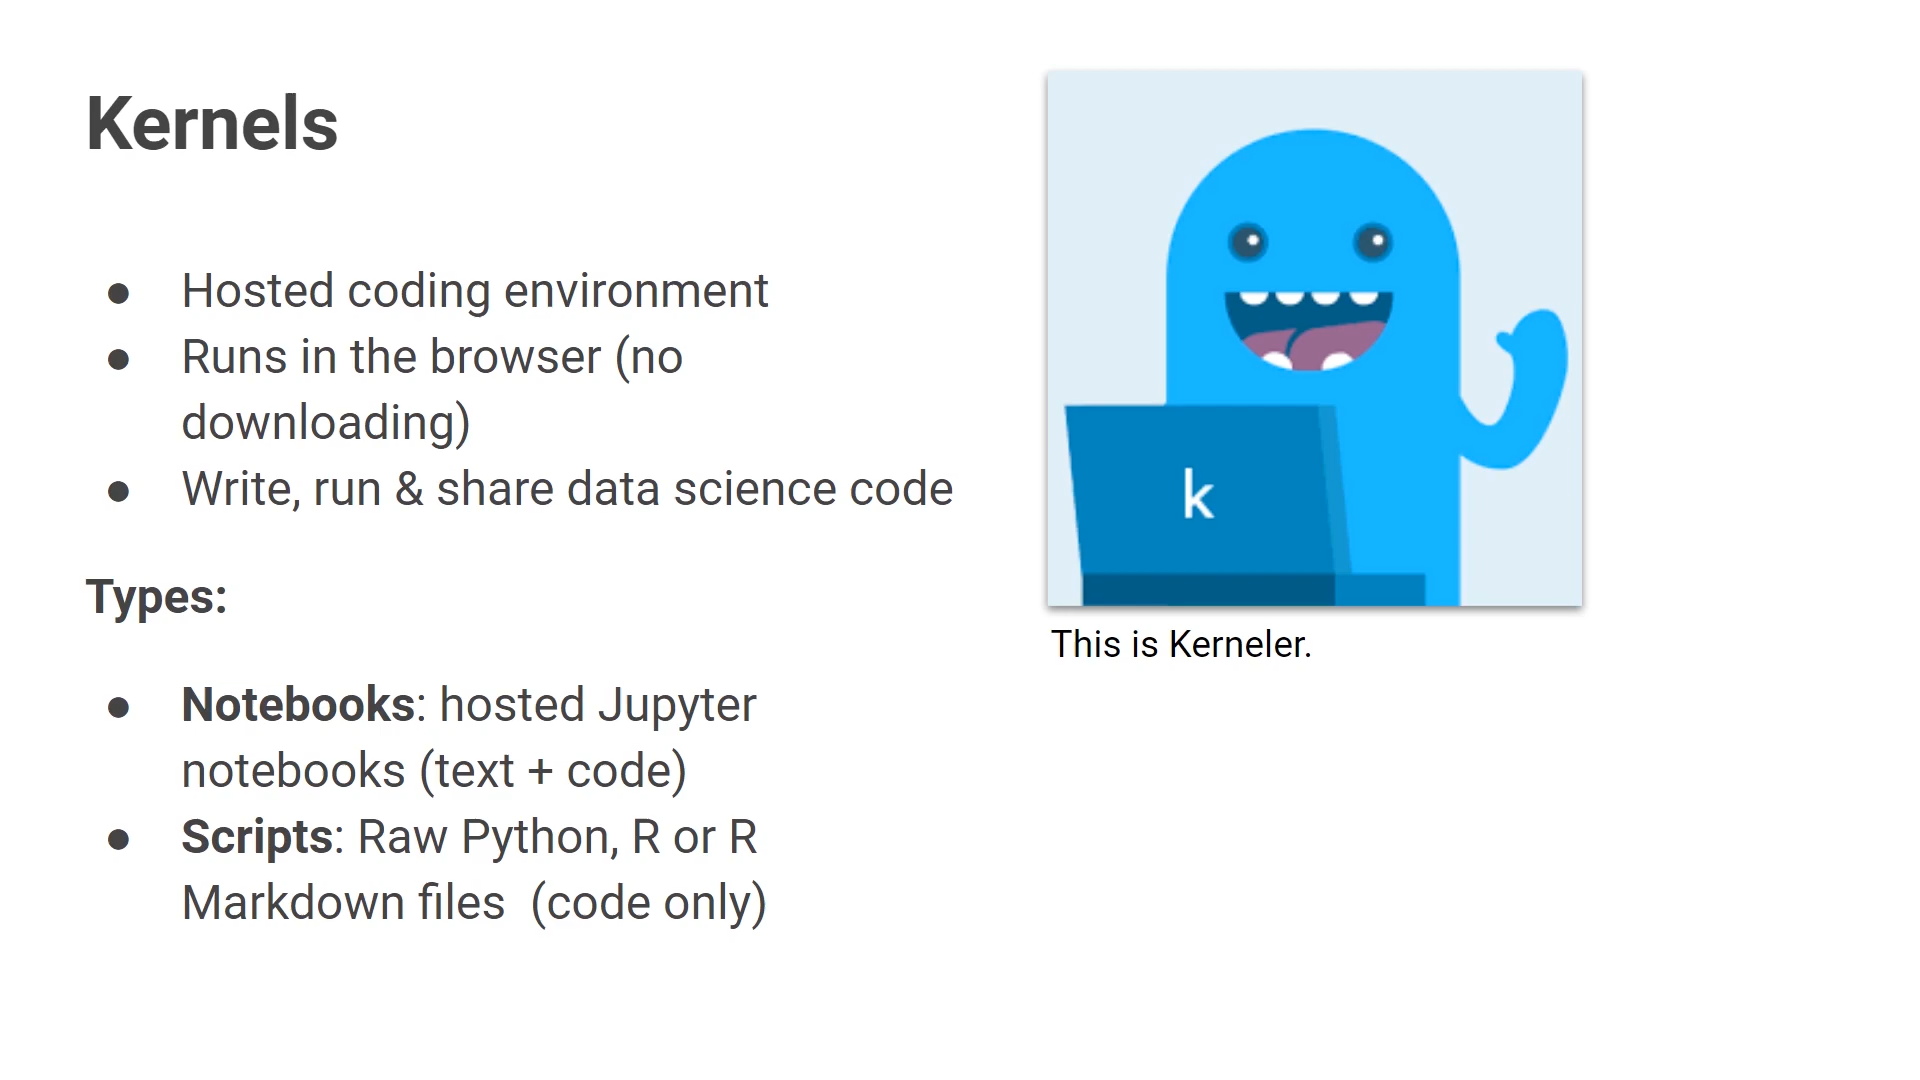 Kernels
● Hosted coding environment
● Runs in the browser (no
downloading)
● Write, run & share data science code
Types:
● Notebooks: hosted Jupyter
notebooks (text + code)
● Scripts: Raw Python, R or R
Markdown files  (code only)
k
This is Kerneler.